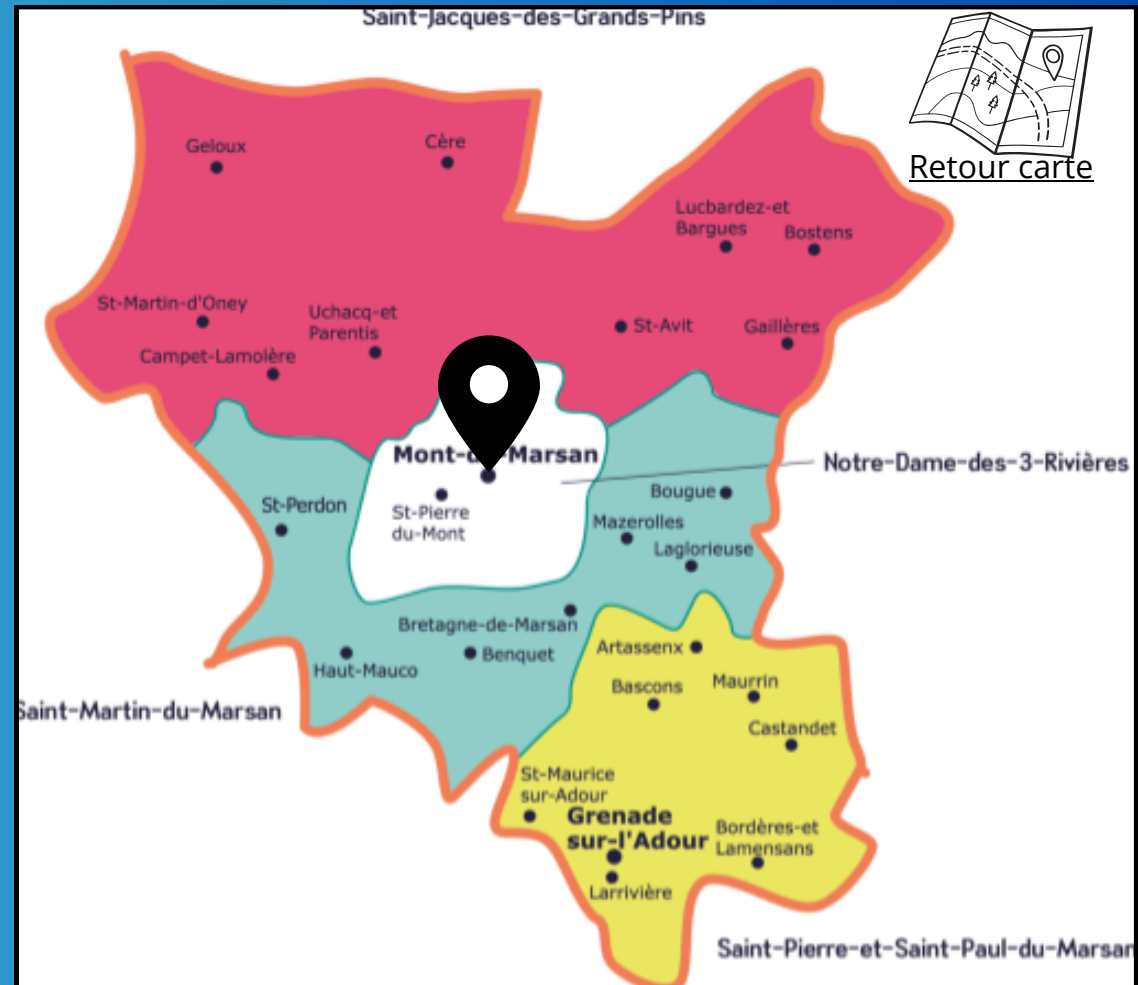 Saint-Jacques-des-Grands-Pins
Retour carte
Geloux
Cère
Lucbardez-et
Bargues
Bostens
St-Martin-d'Oney
Uchacq-et
Parentis
St-Avit
Gaillères
Campet-Lamolère
Mont-de-Marsan
Notre-Dame-des-3-Rivières
St-Perdon
St-Pierre
du-Mont
Bougue
Mazerolles
Laglorieuse
Bretagne-de-Marsan
Benquet
Haut-Mauco
Artassenx
Bascons
Maurrin
Castandet
Saint-Martin-du-Marsan
St-Maurice
sur-Adour
Grenade
sur-l'Adour
Bordères-et
Lamensans
Larrivière
Saint-Pierre-et-Saint-Paul-du-Marsan